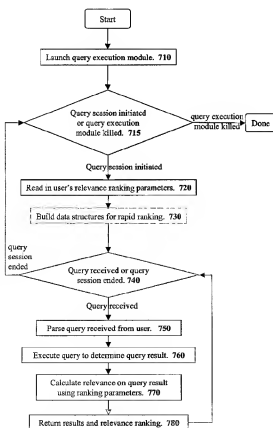 Start
Launch query execution module. 710
Query session initiated
or query execution
module killed. 715
query execution
module killed
Done
Query session initiated
Read in user's relevance ranking parameters. 720
Build data structures for rapid ranking. 730
query
session
ended
Query received or query
session ended. 740
Query received
Parse query received from user. 750
Execute query to determine query result. 760
Calculate relevance on query result
using ranking parameters. 770
Return results and relevance ranking. 780